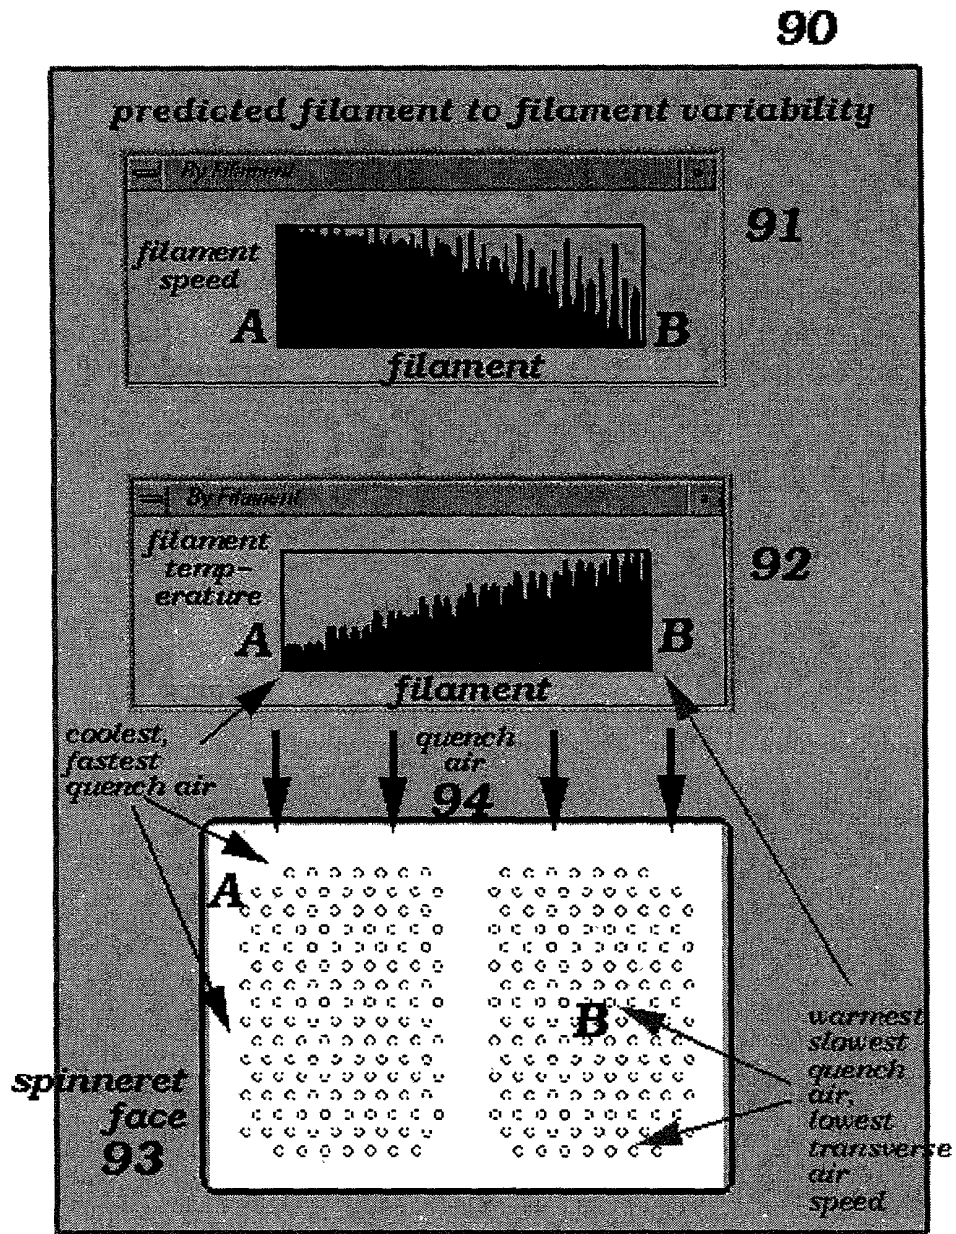 90
predicted filament to filament variability
By Filament
filament
speed
91
A
B
filament
By Filament
filament
temp-
erature
92
A
B
filament
coolest,
fastest
quench air
quench
air
94
A
B
warmest
slowest
quench
air,
lowest
transverse
air
speed
spinneret
face
93